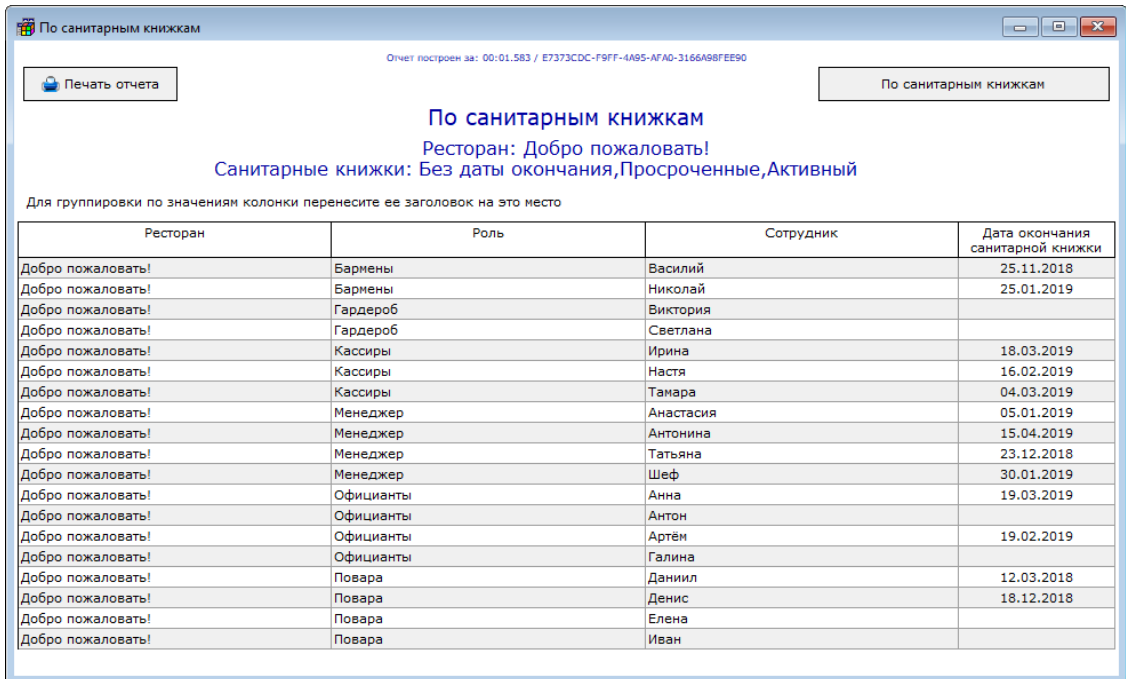 По санитарным книжкам
Отчет построен за: 00:01.583 / E7373CDC-F9FF-4A95-AFA0-3166A98FEE90
Печать отчета
По санитарным книжкам
По санитарным книжкам
Ресторан: Добро пожаловать!
Санитарные книжки: Без даты окончания,Просроченные,Активный
Для группировки по значениям колонки перенесите ее заголовок на это место
Ресторан Роль Сотрудник Дата окончания
санитарной книжки
Добро пожаловать! Бармены Василий 25.11.2018
Добро пожаловать! Бармены Николай 25.01.2019
Добро пожаловать! Гардероб Виктория
Добро пожаловать! Гардероб Светлана
Добро пожаловать! Кассиры Ирина 18.03.2019
Добро пожаловать! Кассиры Настя 16.02.2019
Добро пожаловать! Кассиры Тамара 04.03.2019
Добро пожаловать! Менеджер Анастасия 05.01.2019
Добро пожаловать! Менеджер Антонина 15.04.2019
Добро пожаловать! Менеджер Татьяна 23.12.2018
Добро пожаловать! Менеджер Шеф 30.01.2019
Добро пожаловать! Официанты Анна 19.03.2019
Добро пожаловать! Официанты Антон
Добро пожаловать! Официанты Артём 19.02.2019
Добро пожаловать! Официанты Галина
Добро пожаловать! Повара Даниил 12.03.2018
Добро пожаловать! Повара Денис 18.12.2018
Добро пожаловать! Повара Елена
Добро пожаловать! Повара Иван